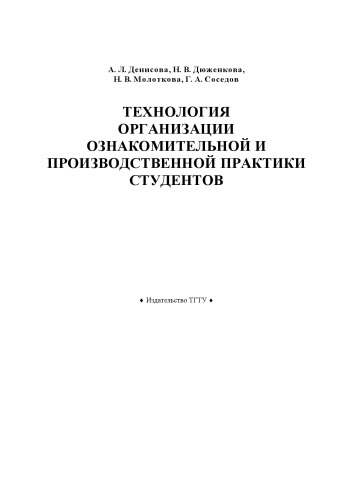 А. Л. Денисова, Н. В. Дюженкова,
Н. В. Молоткова, Г. А. Соседов
ТЕХНОЛОГИЯ
ОРГАНИЗАЦИИ
ОЗНАКОМИТЕЛЬНОЙ И
ПРОИЗВОДСТВЕННОЙ ПРАКТИКИ
СТУДЕНТОВ
♦ Издательство ТГТУ ♦